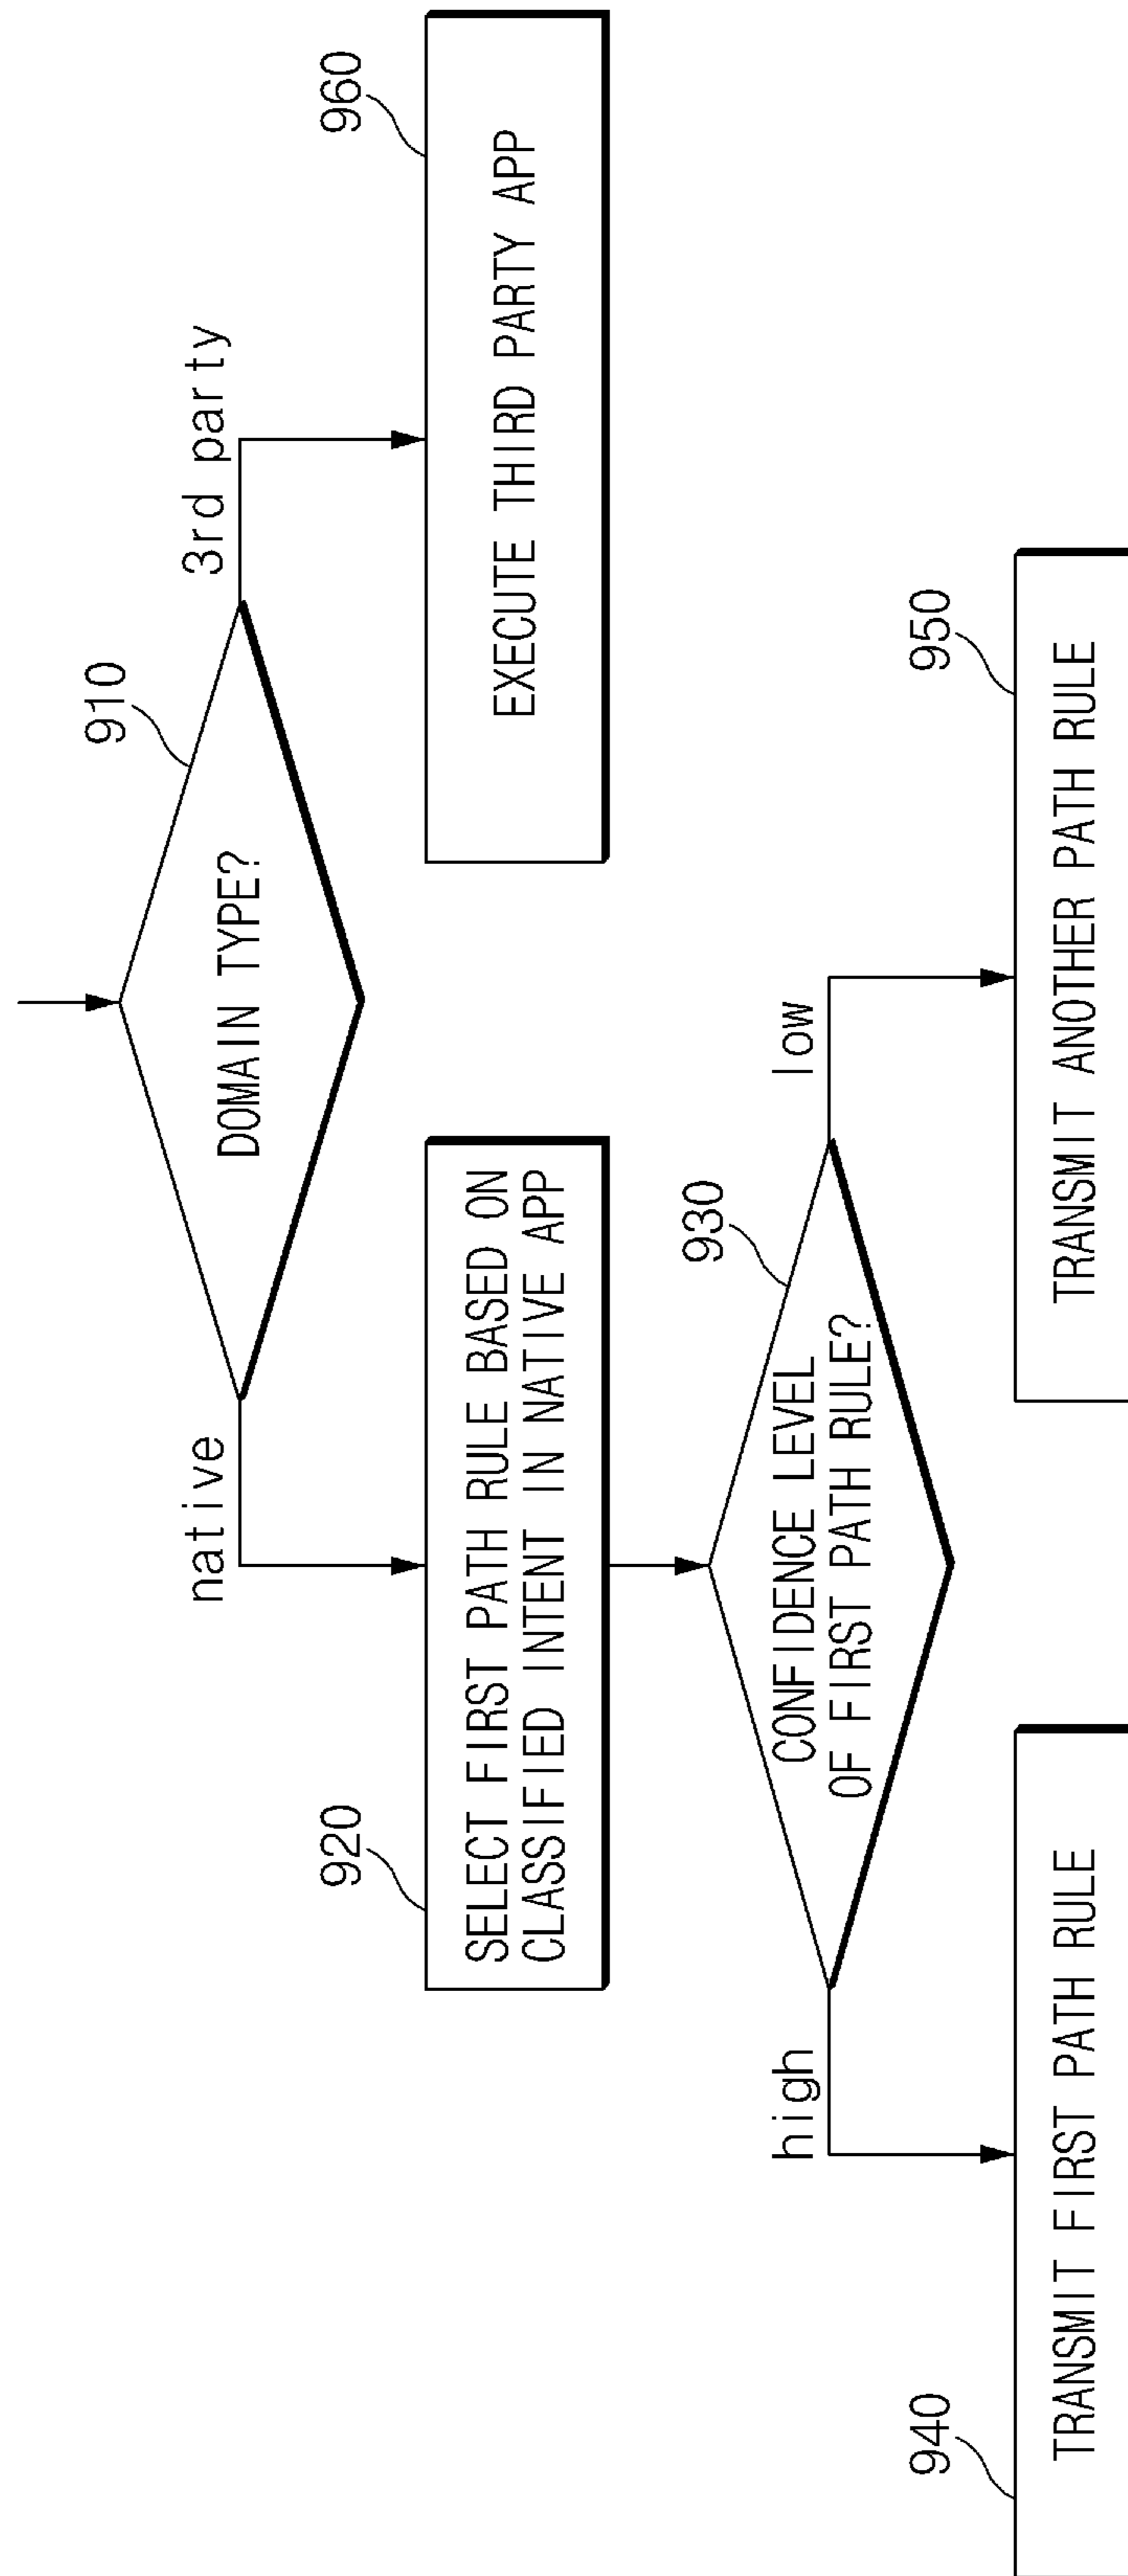 910
DOMAIN TYPE?
native
3rd party
920
SELECT FIRST PATH RULE BASED ON
CLASSIFIED INTENT IN NATIVE APP
960
EXECUTE THIRD PARTY APP
930
CONFIDENCE LEVEL
OF FIRST PATH RULE?
high
low
940
TRANSMIT FIRST PATH RULE
950
TRANSMIT ANOTHER PATH RULE